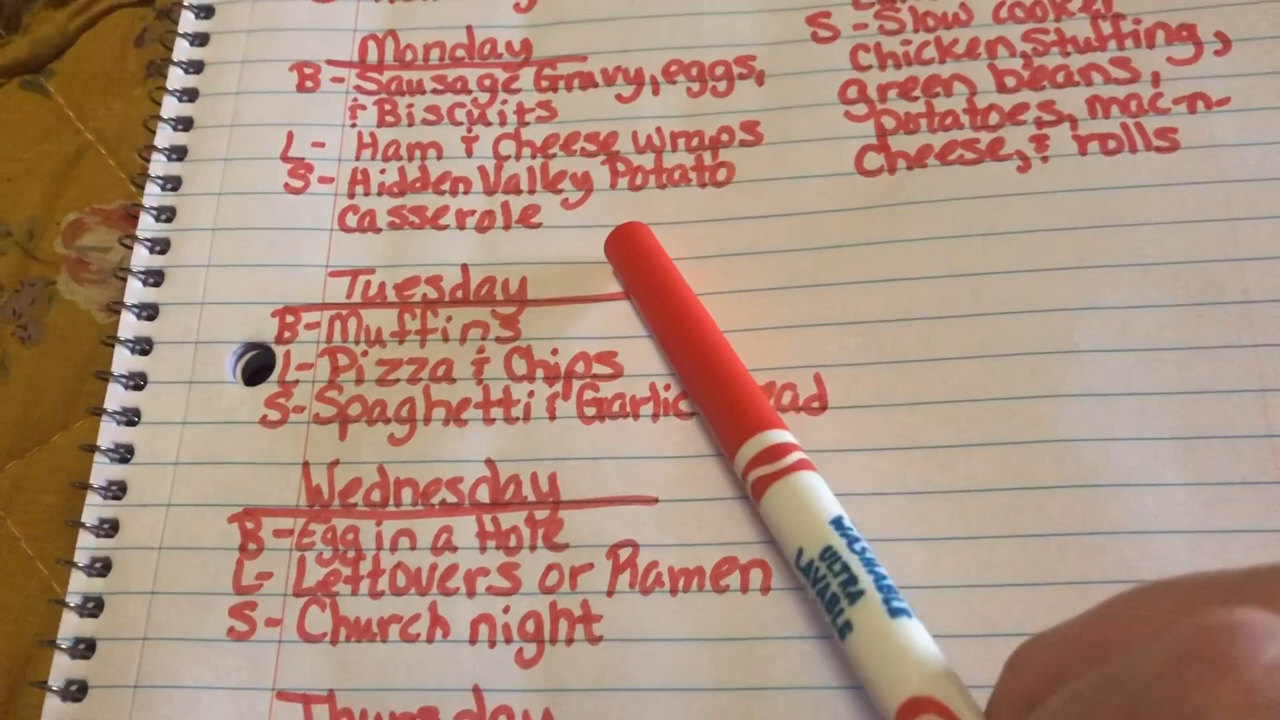 Monday
B- Sausage Gravy, eggs,
& Biscuits
L- Ham & Cheese wraps
S- Hidden Valley Potato
casserole
Tuesday
B- Muffins
L- Pizza & Chips
S- Spaghetti & Garlic
Wednesday
B- Egg in a Hole
L- Leftovers or Ramen
S- Church night
Thursday
S- Slow cooker
Chicken, Stuffing,
green beans,
potatoes, mac-n-
cheese, & rolls
WASHABLE
ULTRA
LAVABLE